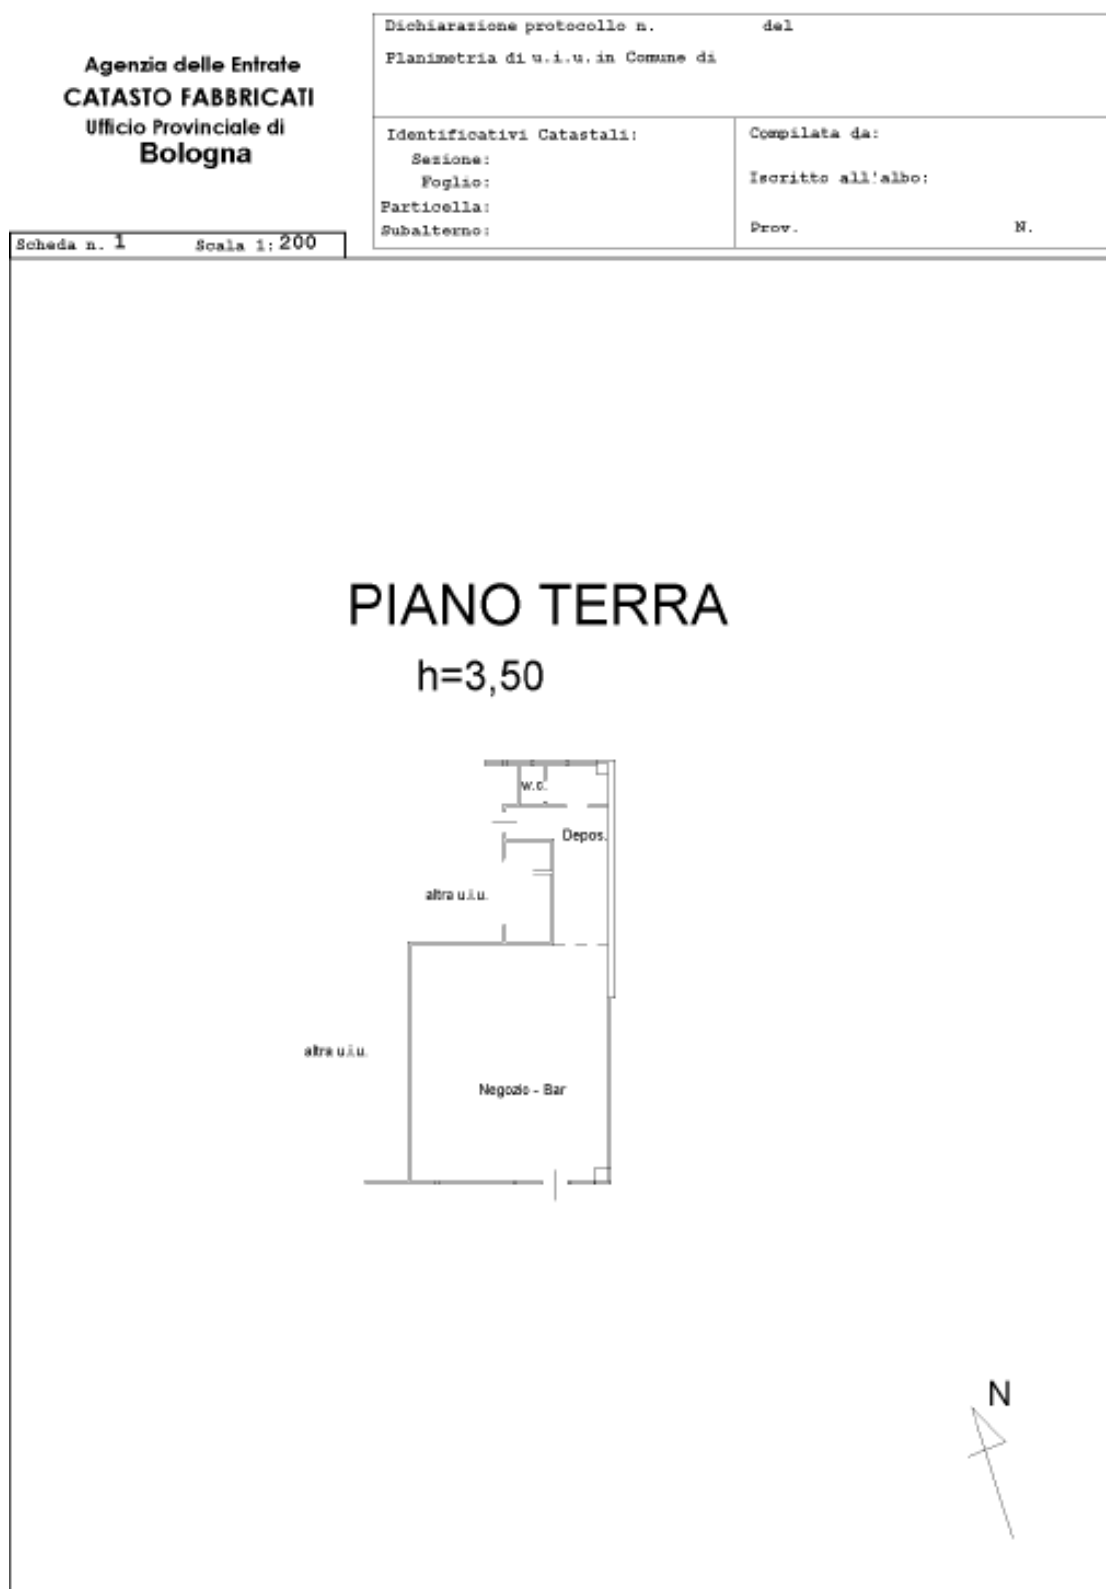 Agenzia delle Entrate
CATASTO FABBRICATI
Ufficio Provinciale di
Bologna
Dichiarazione protocollo n. del
Planimetria di u.i.u. in Comune di
Identificativi Catastali:
Sezione:
Foglio:
Particella:
Subalterno:
Compilata da:
Iscritto all'albo:
Prov. N.
Scheda n. 1 Scala 1: 200
PIANO TERRA
h=3,50
w.c.
Depos.
altra u.i.u.
altra u.i.u.
Negozio - Bar
N